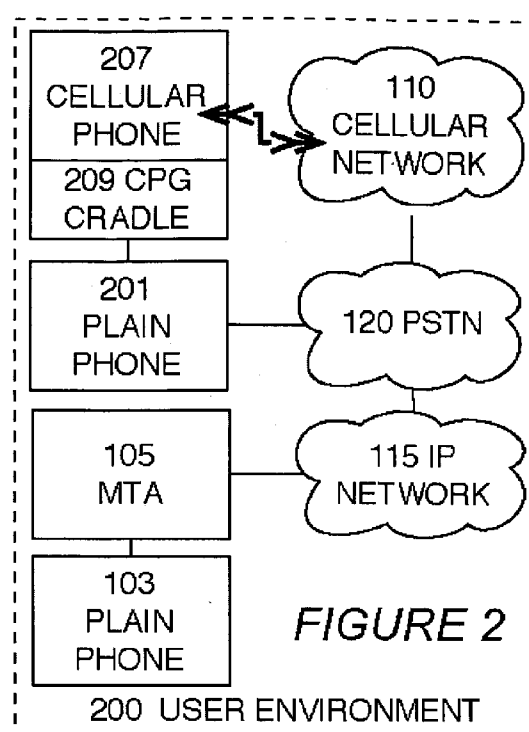 207
CELLULAR
PHONE
209 CPG
CRADLE
110
CELLULAR
NETWORK
201
PLAIN
PHONE
120 PSTN
105
MTA
115 IP
NETWORK
103
PLAIN
PHONE
FIGURE 2
200 USER ENVIRONMENT